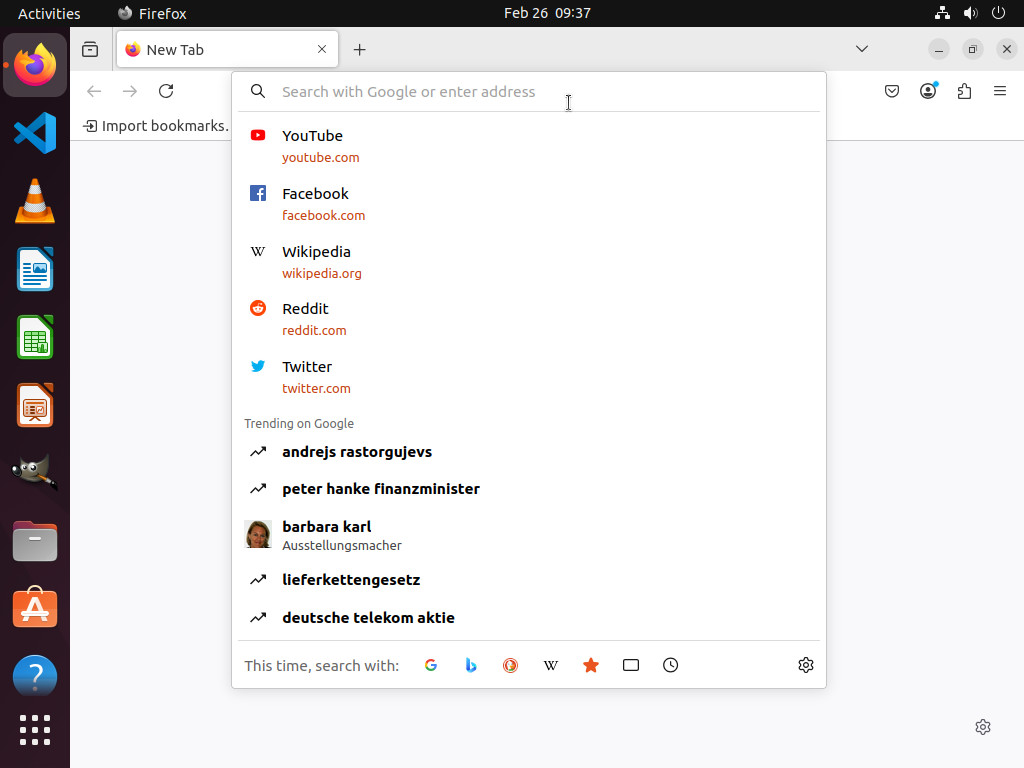 Activities
Firefox
Feb 26 09:37
New Tab
Search with Google or enter address
Import bookmarks.
YouTube
youtube.com
Facebook
facebook.com
W
Wikipedia
wikipedia.org
Reddit
reddit.com
Twitter
twitter.com
Trending on Google
andrejs rastorgujevs
peter hanke finanzminister
barbara karl
Ausstellungsmacher
lieferkettengesetz
deutsche telekom aktie
This time, search with:
G
W
?